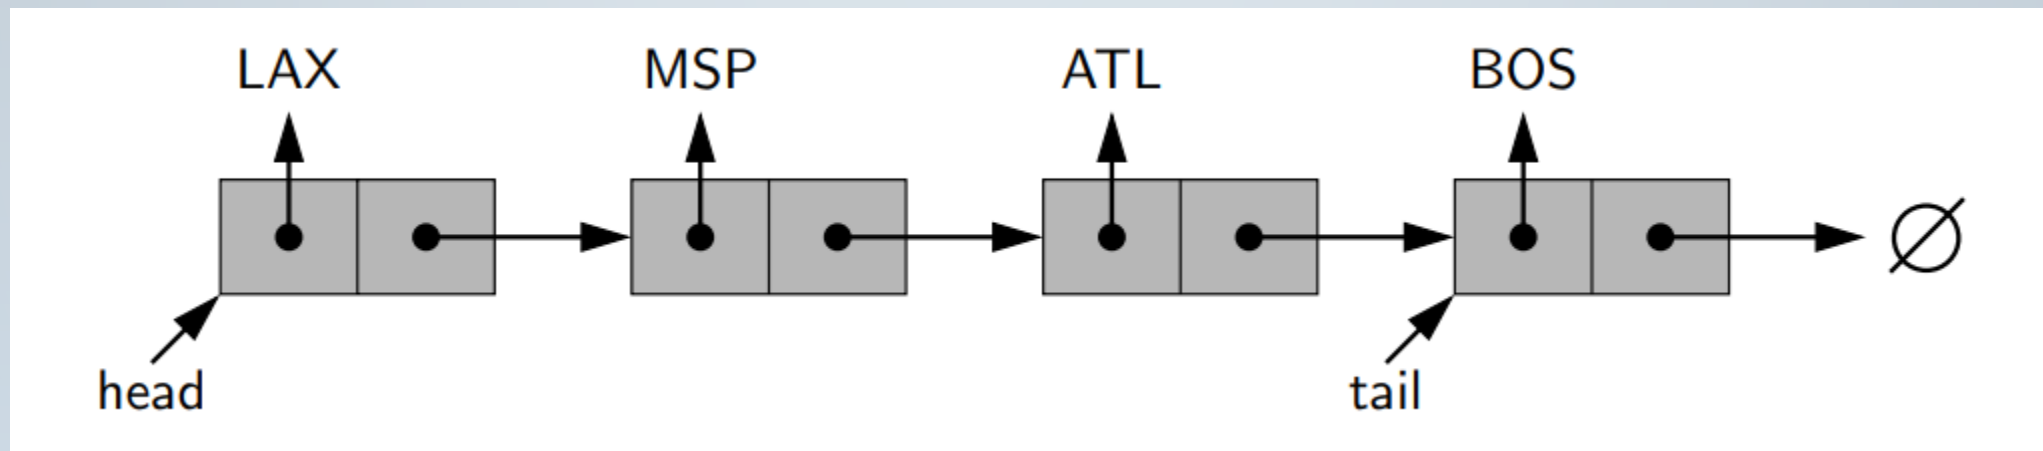 LAX MSP ATL BOS
∅
head tail